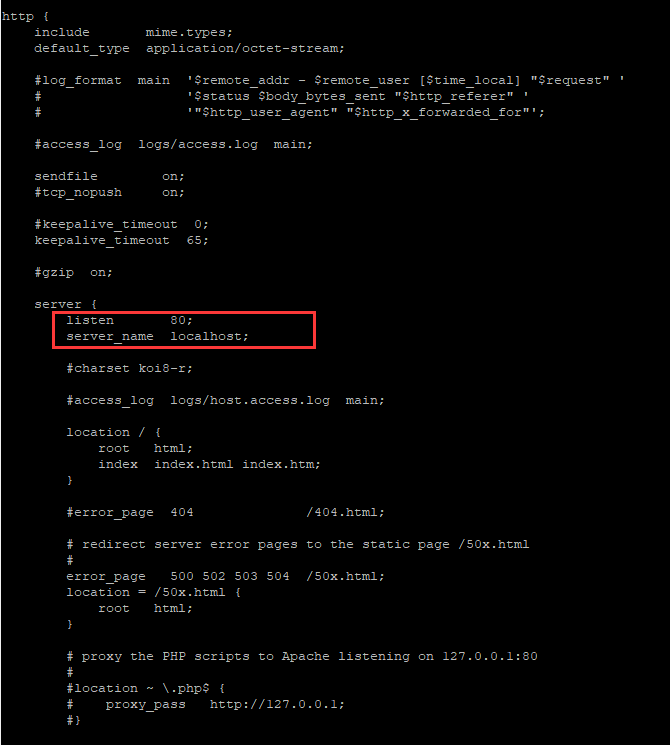 http {
    include       mime.types;
    default_type  application/octet-stream;
    #log_format  main  '$remote_addr - $remote_user [$time_local] "$request" '
    #                  '$status $body_bytes_sent "$http_referer" '
    #                  '"$http_user_agent" "$http_x_forwarded_for"';
    #access_log  logs/access.log  main;
    sendfile        on;
    #tcp_nopush     on;
    #keepalive_timeout  0;
    keepalive_timeout  65;
    #gzip  on;
    server {
        listen       80;
        server_name  localhost;
        #charset koi8-r;
        #access_log  logs/host.access.log  main;
        location / {
            root   html;
            index  index.html index.htm;
        }
        #error_page  404              /404.html;
        # redirect server error pages to the static page /50x.html
        #
        error_page   500 502 503 504  /50x.html;
        location = /50x.html {
            root   html;
        }
        # proxy the PHP scripts to Apache listening on 127.0.0.1:80
        #
        #location ~ \.php$ {
        #    proxy_pass   http://127.0.0.1;
        #}